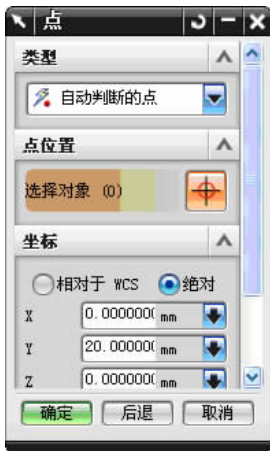 点
类型
自动判断的点
点位置
选择对象 (0)
坐标
相对于 WCS 绝对
X 0.0000000 mm
Y 20.000000 mm
Z 0.0000000 mm
确定 后退 取消